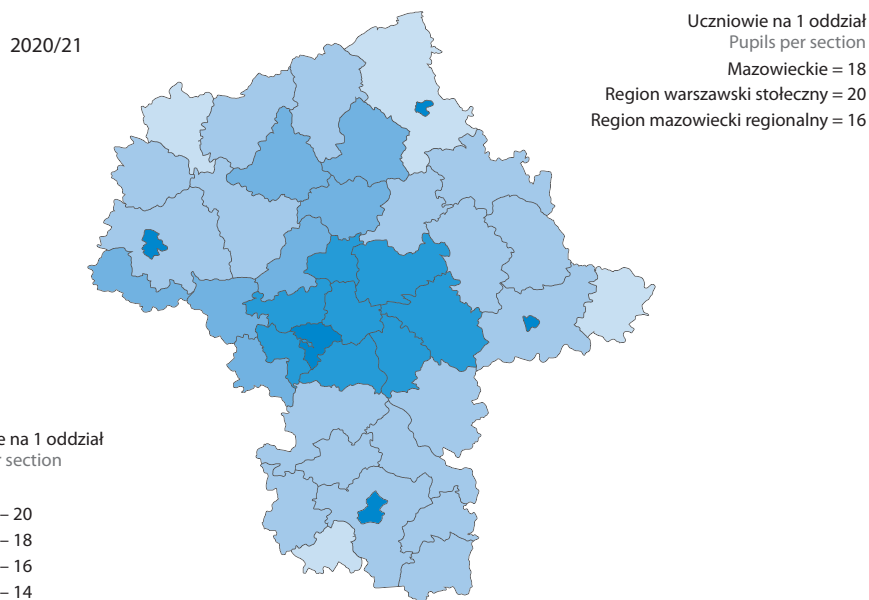 2020/21
Uczniowie na 1 oddział
Pupils per section
Mazowieckie = 18
Region warszawski stołeczny = 20
Region mazowiecki regionalny = 16
na 1 oddział
section
– 20
– 18
– 16
– 14